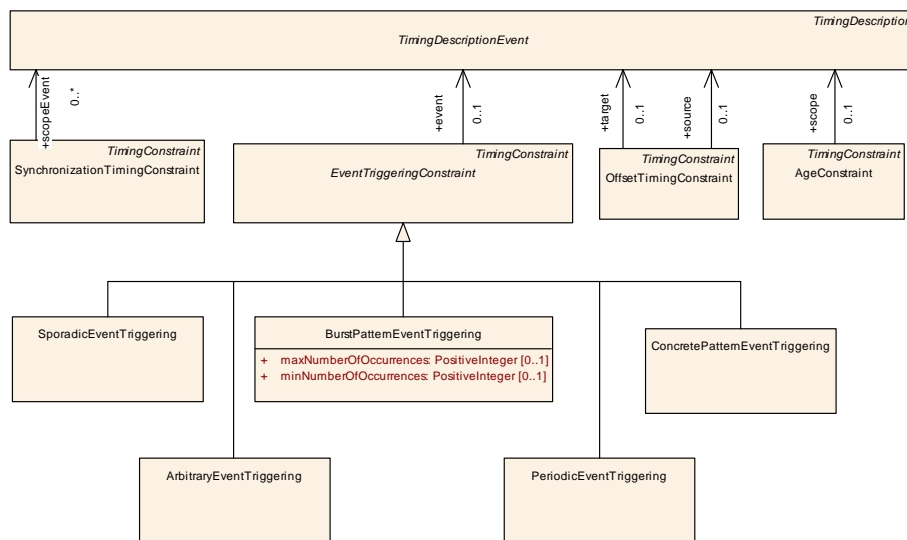 TimingDescription
TimingDescriptionEvent
+scopeEvent
0..*
+event
0..1
+target
0..1
+source
0..1
+scope
0..1
TimingConstraint
SynchronizationTimingConstraint
TimingConstraint
EventTriggeringConstraint
TimingConstraint
OffsetTimingConstraint
TimingConstraint
AgeConstraint
SporadicEventTriggering
BurstPatternEventTriggering
+ maxNumberOfOccurrences: PositiveInteger [0..1]
+ minNumberOfOccurrences: PositiveInteger [0..1]
ConcretePatternEventTriggering
ArbitraryEventTriggering
PeriodicEventTriggering